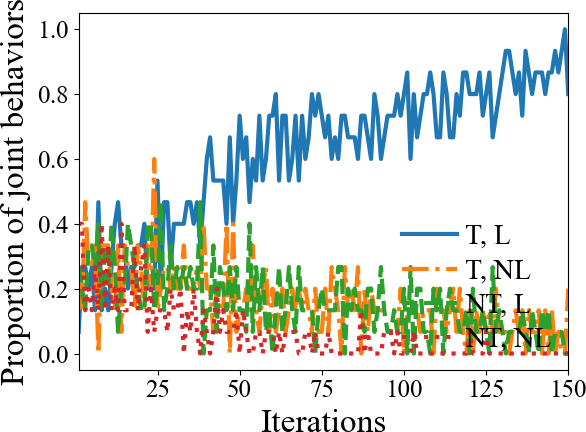 Proportion of joint behaviors
1.0
0.8
0.6
0.4
0.2
0.0
T, L
T, NL
NT, L
NT, NL
25 50 75 100 125 150
Iterations